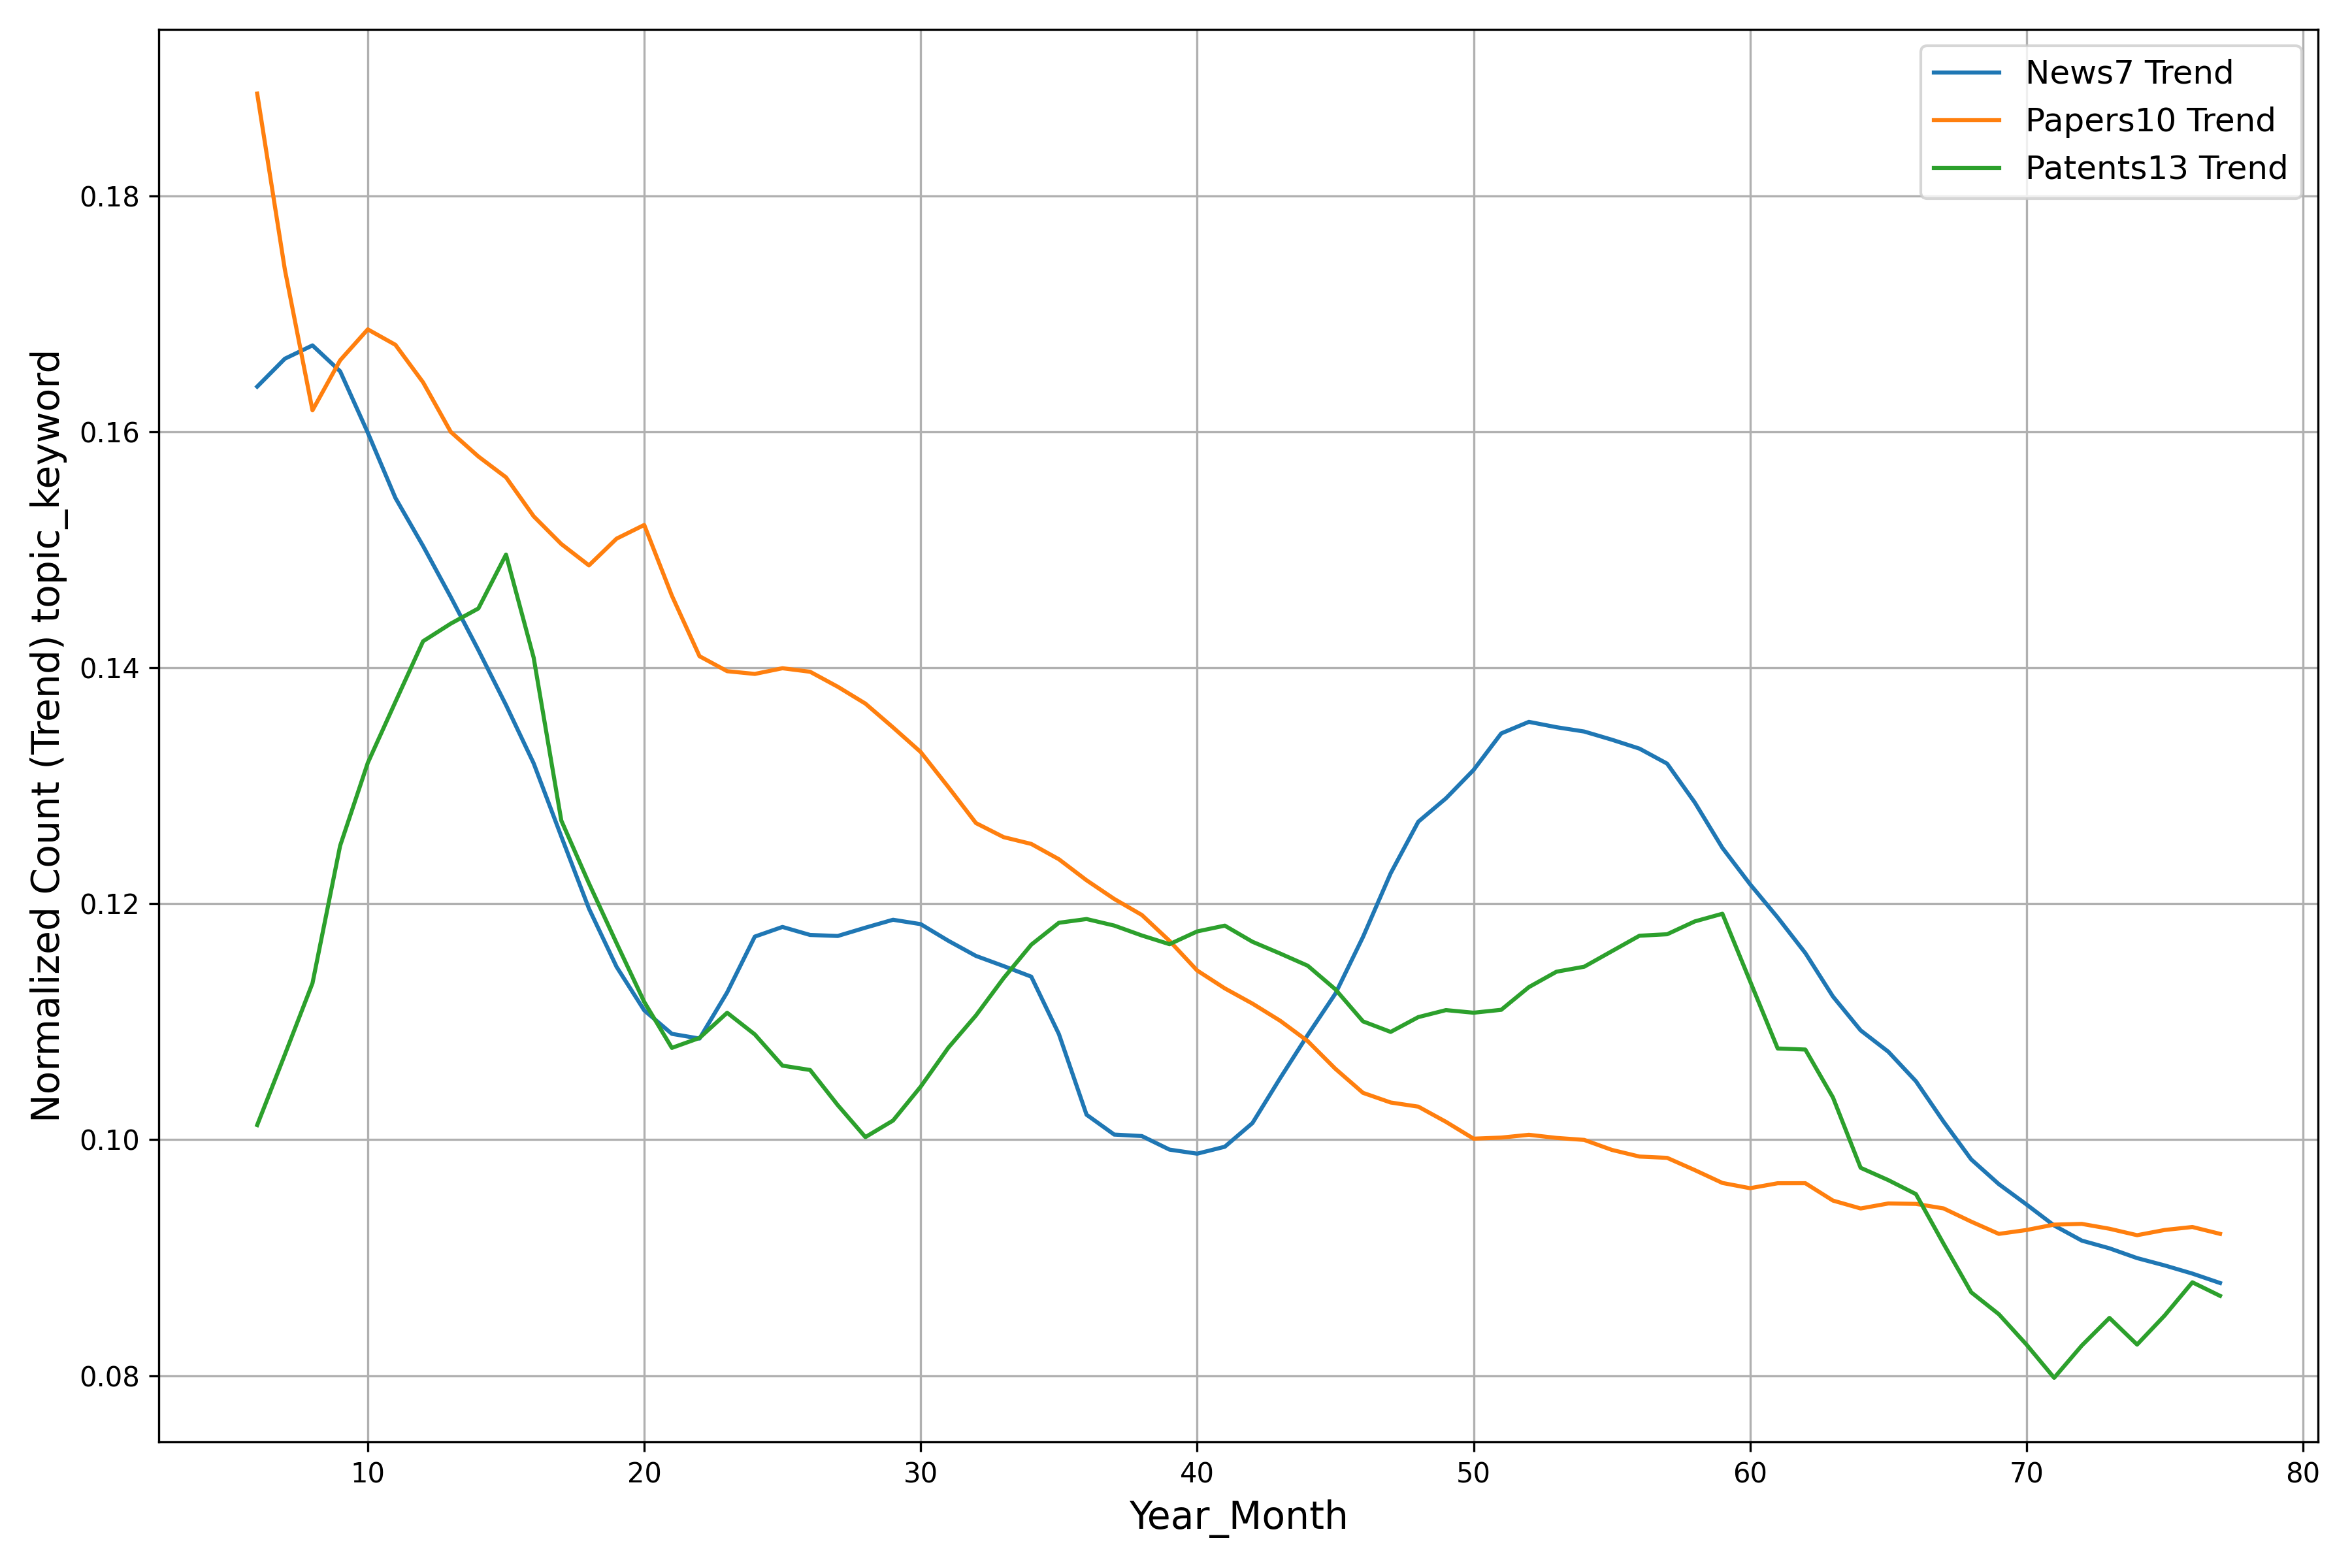 News7 Trend
Papers10 Trend
Patents13 Trend
Normalized Count (Trend) topic_keyword
0.18
0.16
0.14
0.12
0.10
0.08
10 20 30 40 50 60 70 80
Year_Month